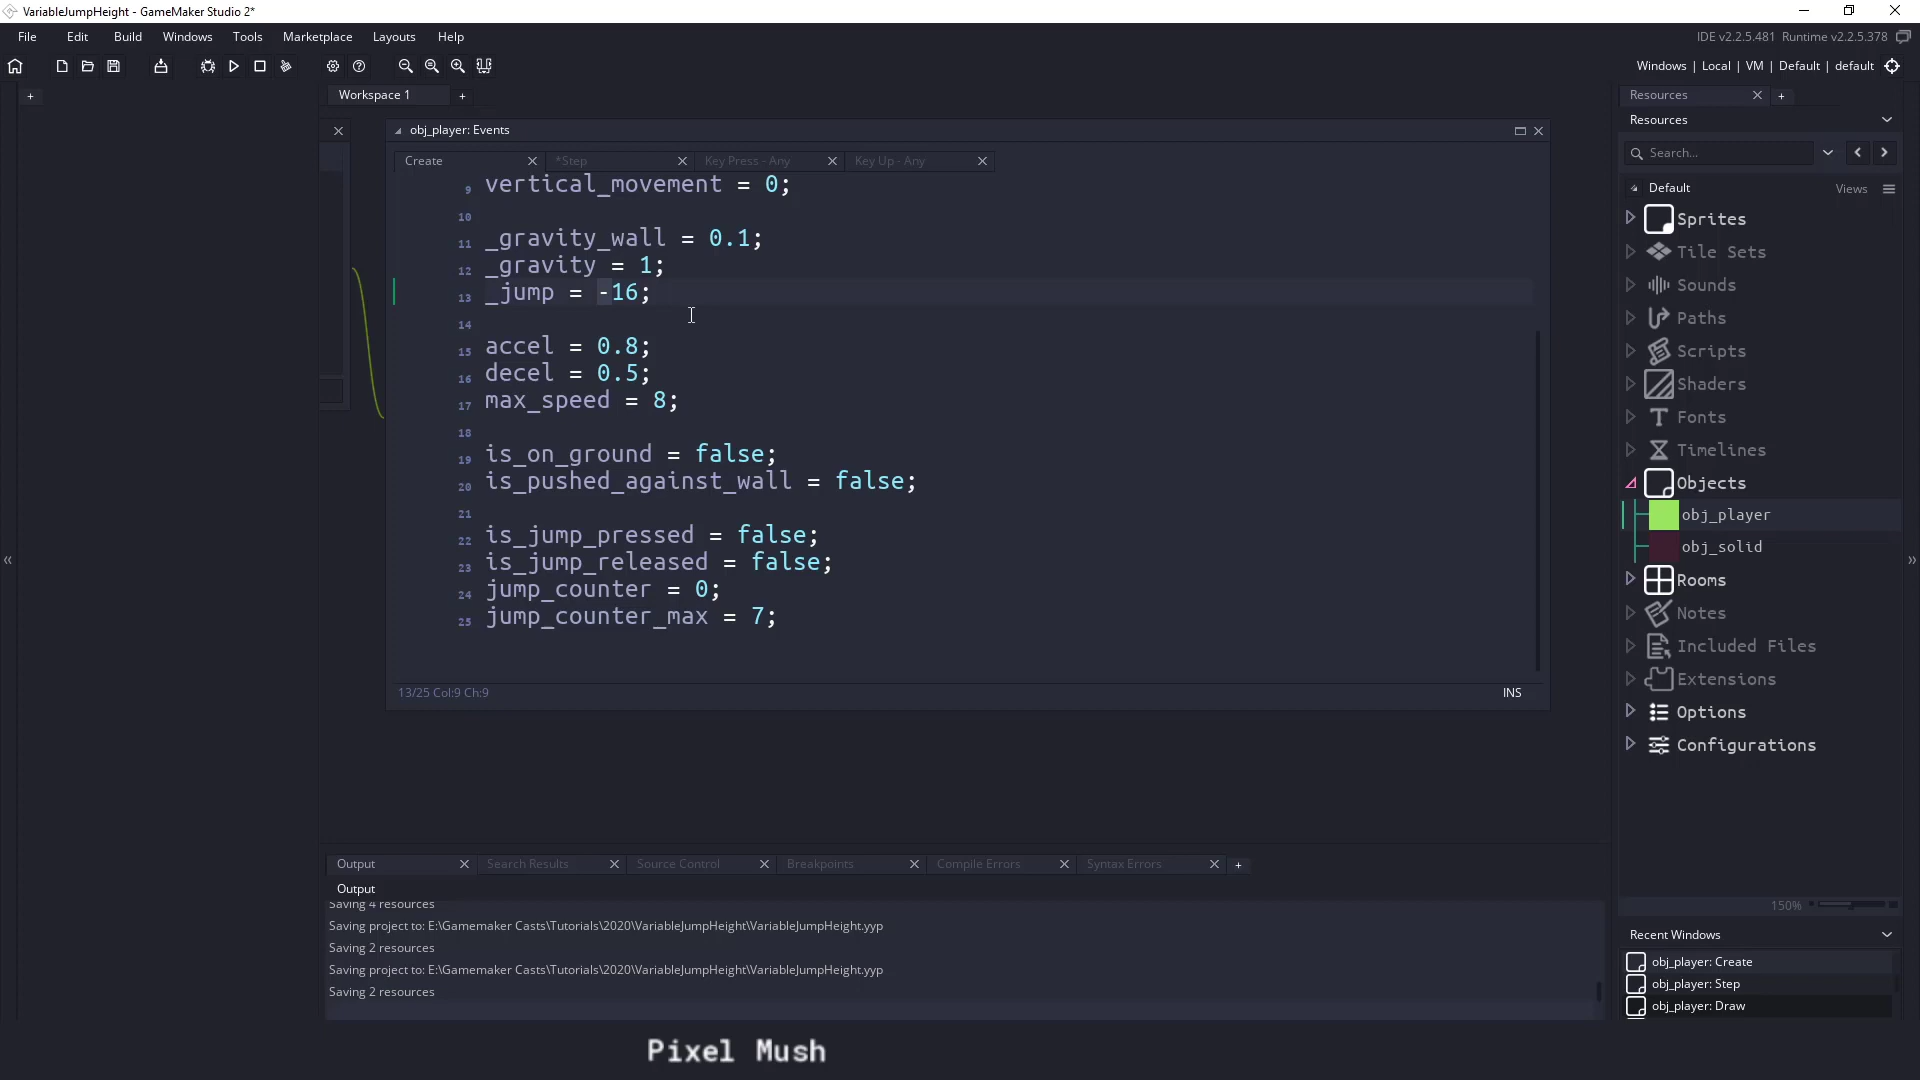 VariableJumpHeight - GameMaker Studio 2*
File Edit Build Windows Tools Marketplace Layouts Help
IDE v2.2.5.481 Runtime v2.2.5.378
Windows | Local | VM | Default | default
Workspace 1
obj_player: Events
Create *Step Key Press - Any Key Up - Any
9 vertical_movement = 0;
10
11 _gravity_wall = 0.1;
12 _gravity = 1;
13 _jump = -16;
14
15 accel = 0.8;
16 decel = 0.5;
17 max_speed = 8;
18
19 is_on_ground = false;
20 is_pushed_against_wall = false;
21
22 is_jump_pressed = false;
23 is_jump_released = false;
24 jump_counter = 0;
25 jump_counter_max = 7;
13/25 Col:9 Ch:9
INS
Resources
Resources
Search...
Default
Views
Sprites
Tile Sets
Sounds
Paths
Scripts
Shaders
Fonts
Timelines
Objects
obj_player
obj_solid
Rooms
Notes
Included Files
Extensions
Options
Configurations
150%
Recent Windows
obj_player: Create
obj_player: Step
obj_player: Draw
Output Search Results Source Control Breakpoints Compile Errors Syntax Errors
Output
Saving 4 resources
Saving project to: E:\Gamemaker Casts\Tutorials\2020\VariableJumpHeight\VariableJumpHeight.yyp
Saving 2 resources
Saving project to: E:\Gamemaker Casts\Tutorials\2020\VariableJumpHeight\VariableJumpHeight.yyp
Saving 2 resources
Pixel Mush